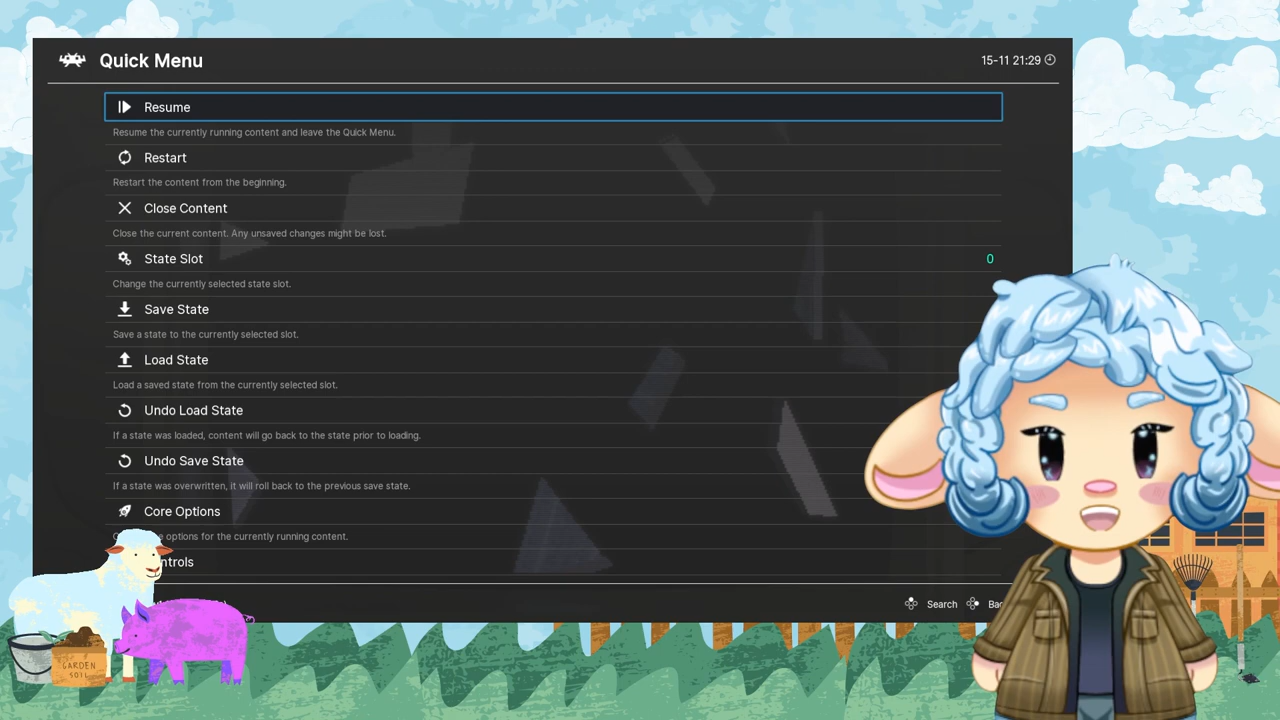 Quick Menu
15-11 21:29
Resume
Resume the currently running content and leave the Quick Menu.
Restart
Restart the content from the beginning.
Close Content
Close the current content. Any unsaved changes might be lost.
State Slot 0
Change the currently selected state slot.
Save State
Save a state to the currently selected slot.
Load State
Load a saved state from the currently selected slot.
Undo Load State
If a state was loaded, content will go back to the state prior to loading.
Undo Save State
If a state was overwritten, it will roll back to the previous save state.
Core Options
options for the currently running content.
ntrols
Search Bac
GARDEN
SOIL